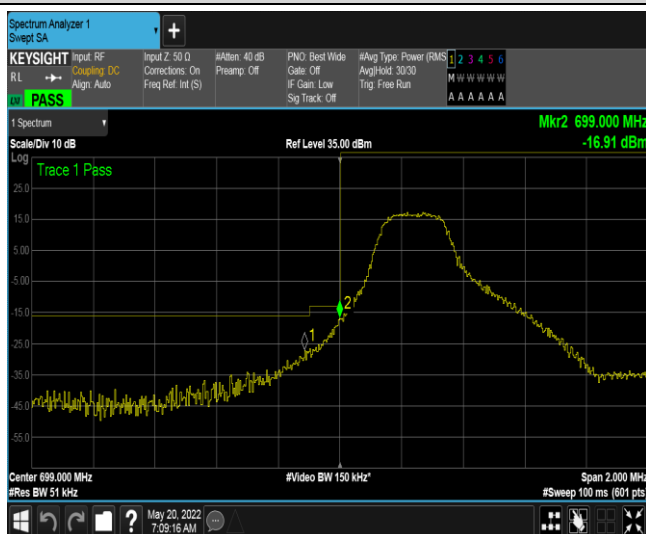 Spectrum Analyzer 1
Swept SA
+
KEYSIGHT
RL
PASS
Input: RF
Coupling: DC
Align: Auto
Input Z: 50 Ω
Corrections: On
Freq Ref: Int (S)
#Atten: 40 dB
Preamp: Off
PNO: Best Wide
Gate: Off
IF Gain: Low
Sig Track: Off
#Avg Type: Power (RMS
Avg|Hold: 30/30
Trig: Free Run
1 2 3 4 5 6
M W W W W W
A A A A A A
1 Spectrum
Scale/Div 10 dB
Ref Level 35.00 dBm
Mkr2 699.000 MHz
-16.91 dBm
Log
Trace 1 Pass
25.0
15.0
5.00
-5.00
-15.0
-25.0
-35.0
-45.0
-55.0
1
2
Center 699.000 MHz
#Res BW 51 kHz
#Video BW 150 kHz*
Span 2.000 MHz
#Sweep 100 ms (601 pts)
?
May 20, 2022
7:09:16 AM